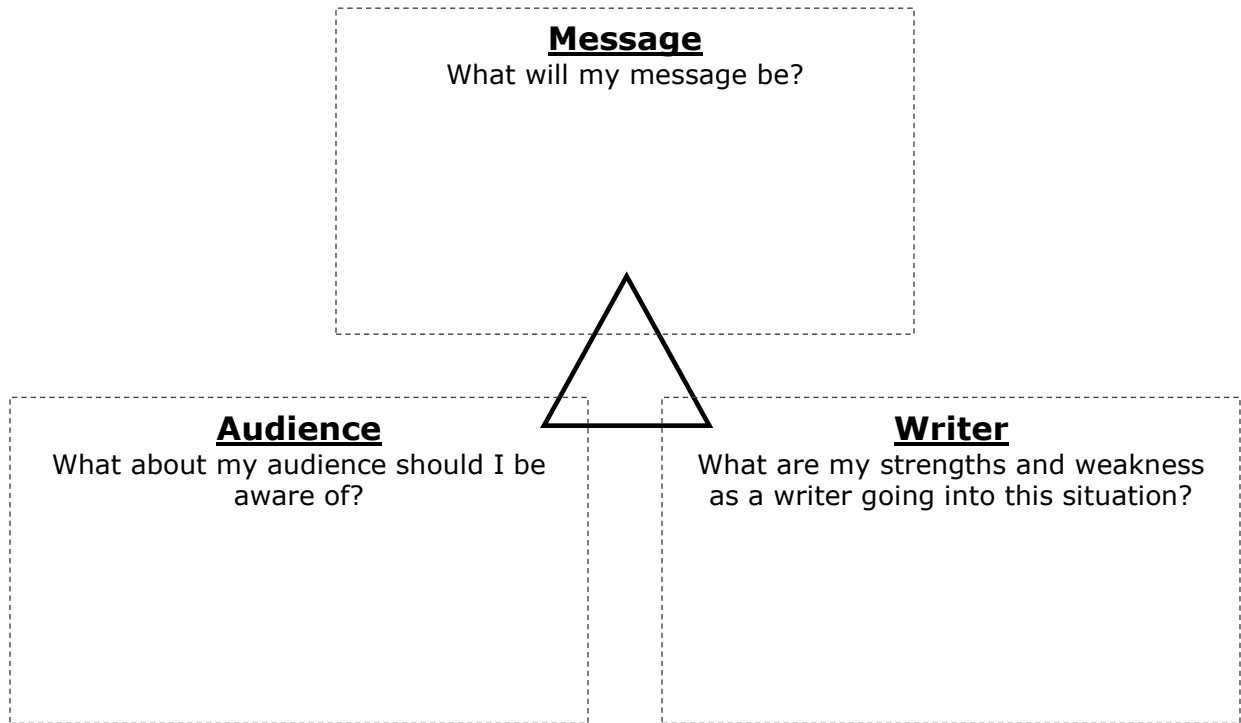 Message
What will my message be?
Audience
What about my audience should I be
aware of?
Writer
What are my strengths and weakness
as a writer going into this situation?